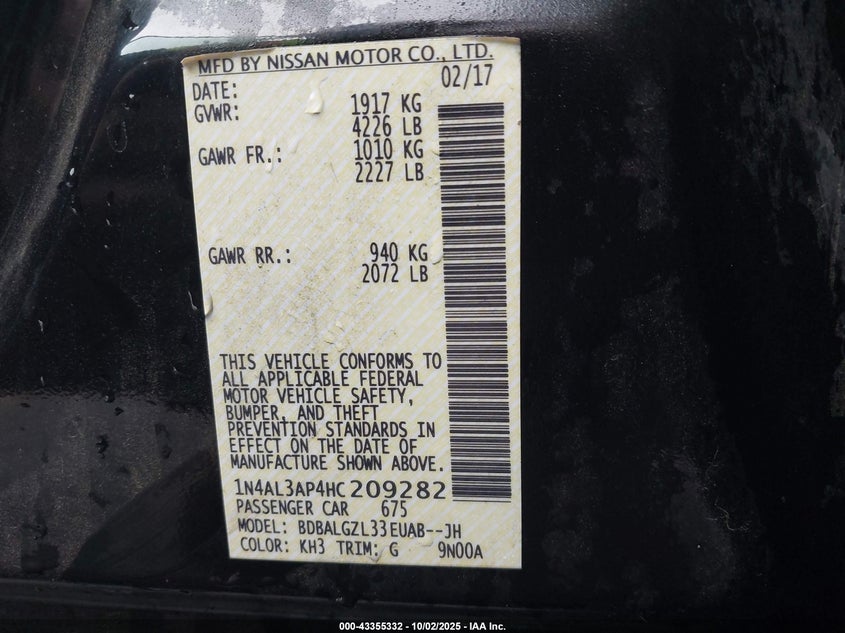 MFD BY NISSAN MOTOR CO., LTD.
DATE: 02/17
GVWR: 1917 KG
4226 LB
GAWR FR.: 1010 KG
2227 LB
GAWR RR.: 940 KG
2072 LB
THIS VEHICLE CONFORMS TO
ALL APPLICABLE FEDERAL
MOTOR VEHICLE SAFETY,
BUMPER, AND THEFT
PREVENTION STANDARDS IN
EFFECT ON THE DATE OF
MANUFACTURE SHOWN ABOVE.
1N4AL3AP4HC209282
PASSENGER CAR 675
MODEL: BDBALGZL33EUAB--JH
COLOR: KH3 TRIM: G 9N00A
000-43355332 - 10/02/2025 - IAA Inc.